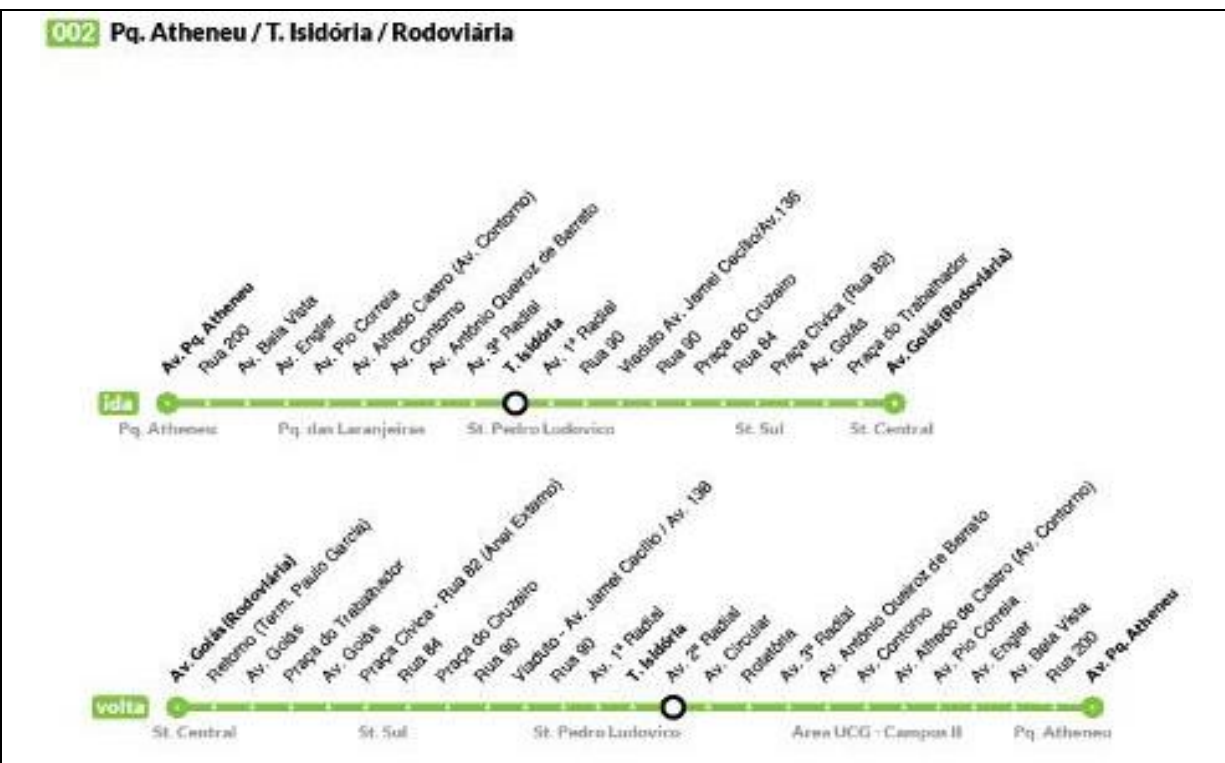 002 Pq. Atheneu / T. Isidória / Rodoviária
Av. Pq. Atheneu
Rua 200
Av. Bela Vista
Av. Engler
Av. Pio Correia
Av. Alfredo Castro (Av. Contorno)
Av. Contorno
Av. Antônio Queiroz de Barrato
Av. 3ª Radial
T. Isidória
Av. 1ª Radial
Rua 90
Viaduto Av. Jamel Cecílio/Av.136
Rua 90
Praça do Cruzeiro
Rua 84
Praça Cívica (Rua 82)
Av. Goiás
Praça do Trabalhador
Av. Goiás (Rodoviária)
ida
Pq. Atheneu
Pq. das Laranjeiras
St. Pedro Ludovico
St. Sul
St. Central
Av. Goiás (Rodoviária)
Retorno (Term. Paulo Garcia)
Av. Goiás
Praça do Trabalhador
Av. Goiás
Praça Cívica - Rua 82 (Anel Externo)
Rua 84
Praça do Cruzeiro
Rua 90
Viaduto - Av. Jamel Cecílio / Av. 136
Rua 90
Av. 1ª Radial
T. Isidória
Av. 2ª Radial
Av. Circular
Rotatória
Av. 3ª Radial
Av. Antônio Queiroz de Barrato
Av. Contorno
Av. Alfredo de Castro (Av. Contorno)
Av. Pio Correia
Av. Engler
Av. Bela Vista
Rua 200
Av. Pq. Atheneu
volta
St. Central
St. Sul
St. Pedro Ludovico
Área UCG - Campus II
Pq. Atheneu